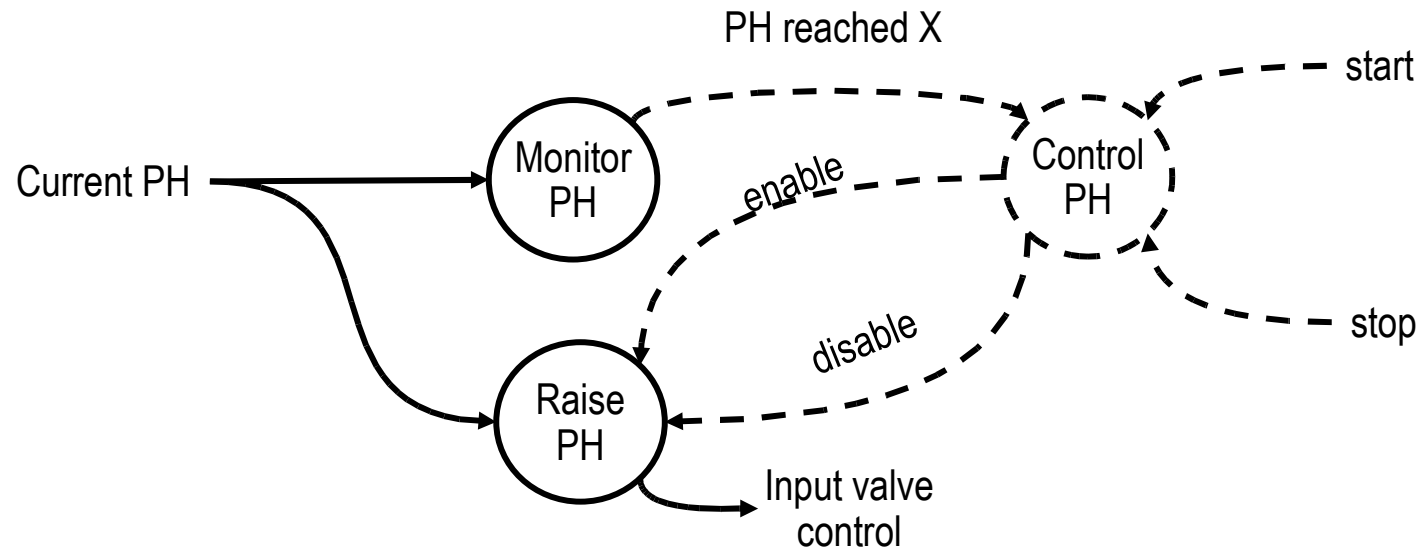 PH reached X
start
Current PH
Monitor
PH
enable
Control
PH
stop
disable
Raise
PH
Input valve
control